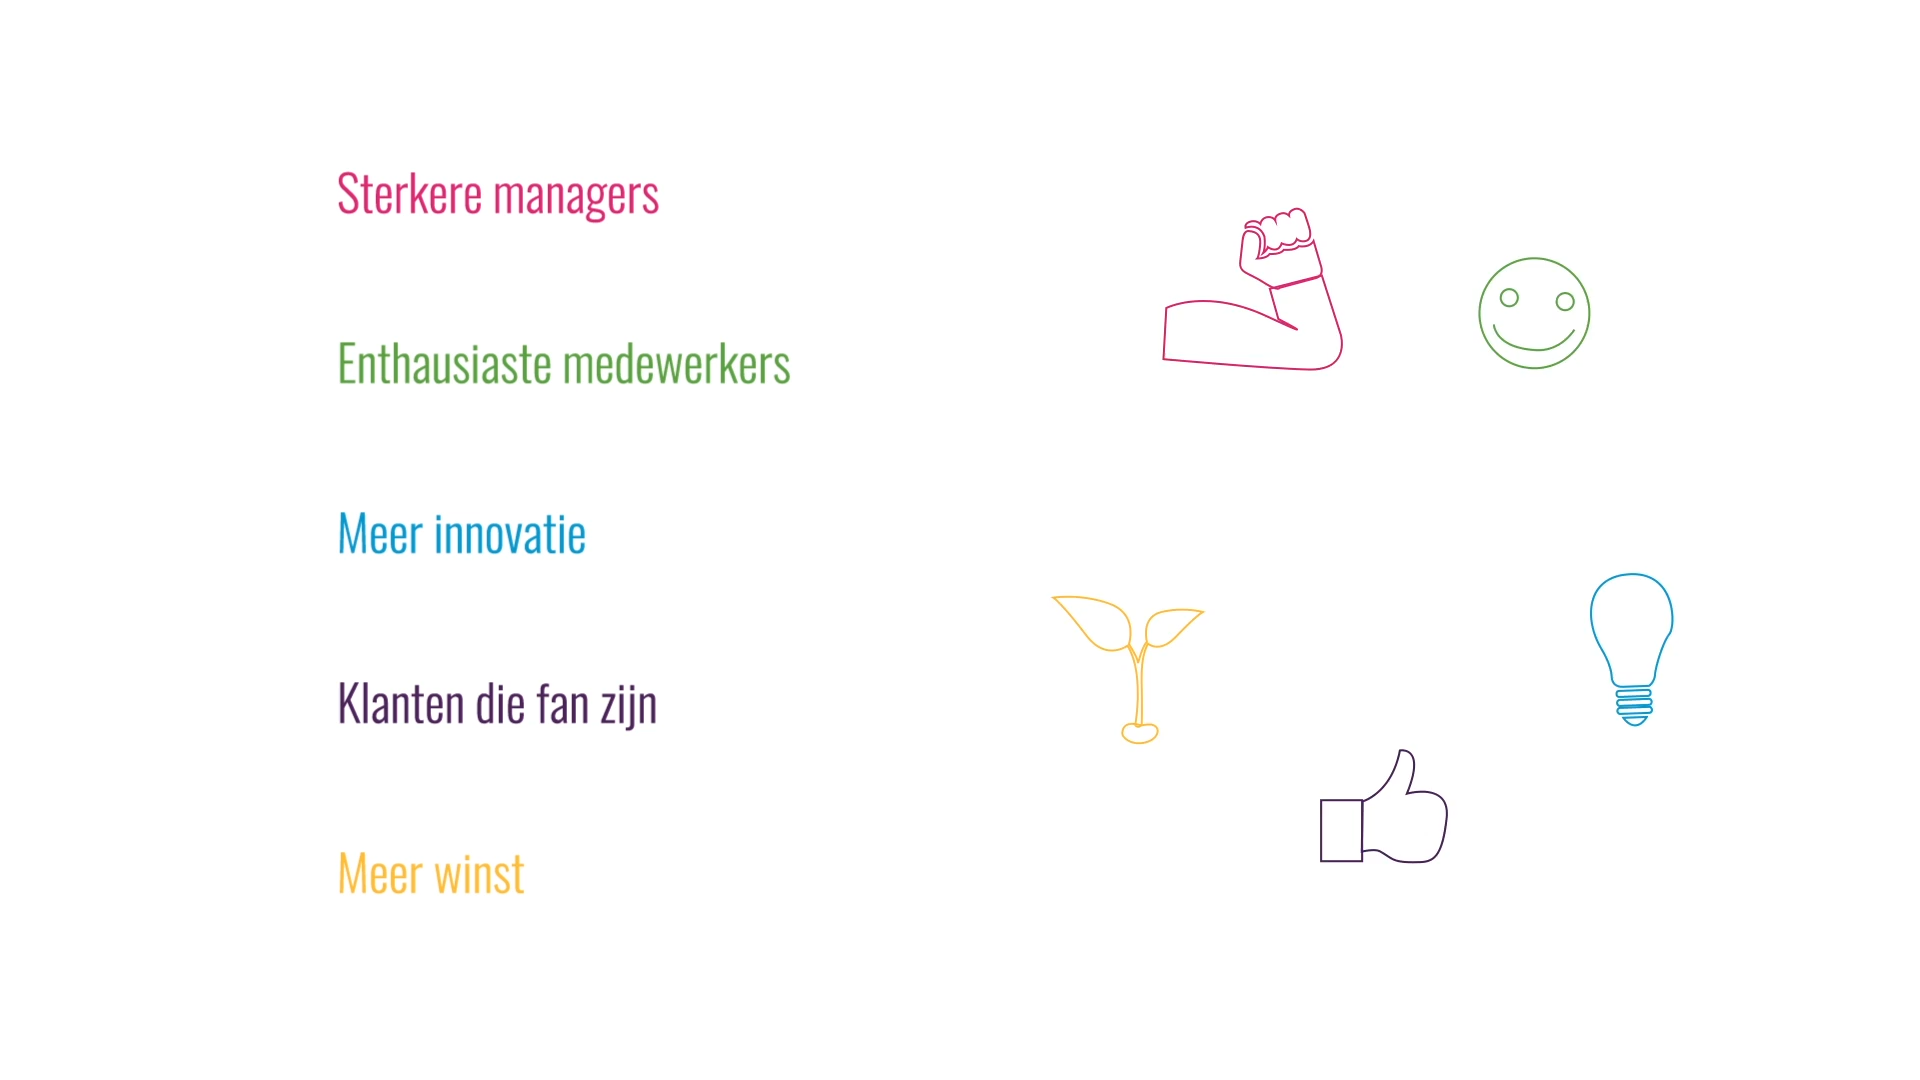 Sterkere managers
Enthausiaste medewerkers
Meer innovatie
Klanten die fan zijn
Meer winst